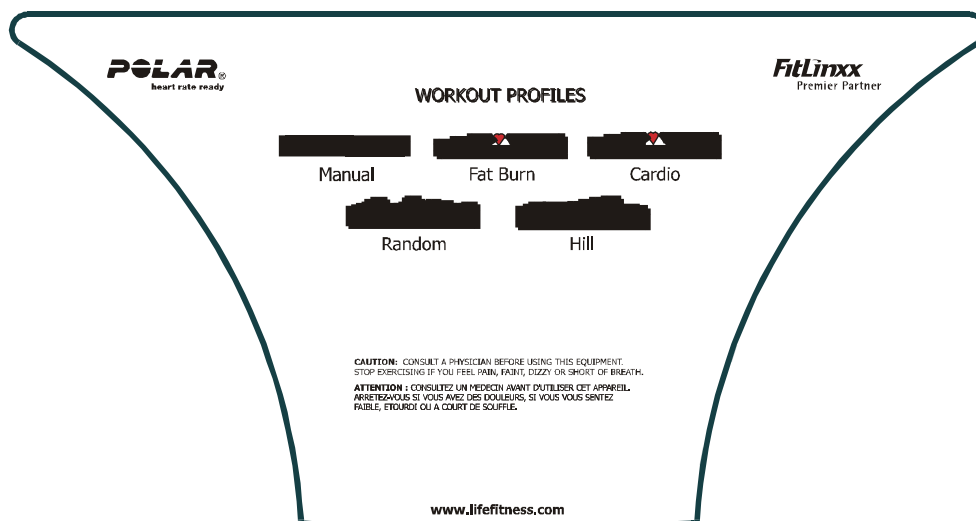 POLAR®
heart rate ready
FitLinxx
Premier Partner
WORKOUT PROFILES
Manual
Fat Burn
Cardio
Random
Hill
CAUTION: CONSULT A PHYSICIAN BEFORE USING THIS EQUIPMENT.
STOP EXERCISING IF YOU FEEL PAIN, FAINT, DIZZY OR SHORT OF BREATH.
ATTENTION : CONSULTEZ UN MEDECIN AVANT D'UTILISER CET APPAREIL.
ARRETEZ-VOUS SI VOUS AVEZ DES DOULEURS, SI VOUS VOUS SENTEZ
FAIBLE, ETOURDI OU A COURT DE SOUFFLE.
www.lifefitness.com